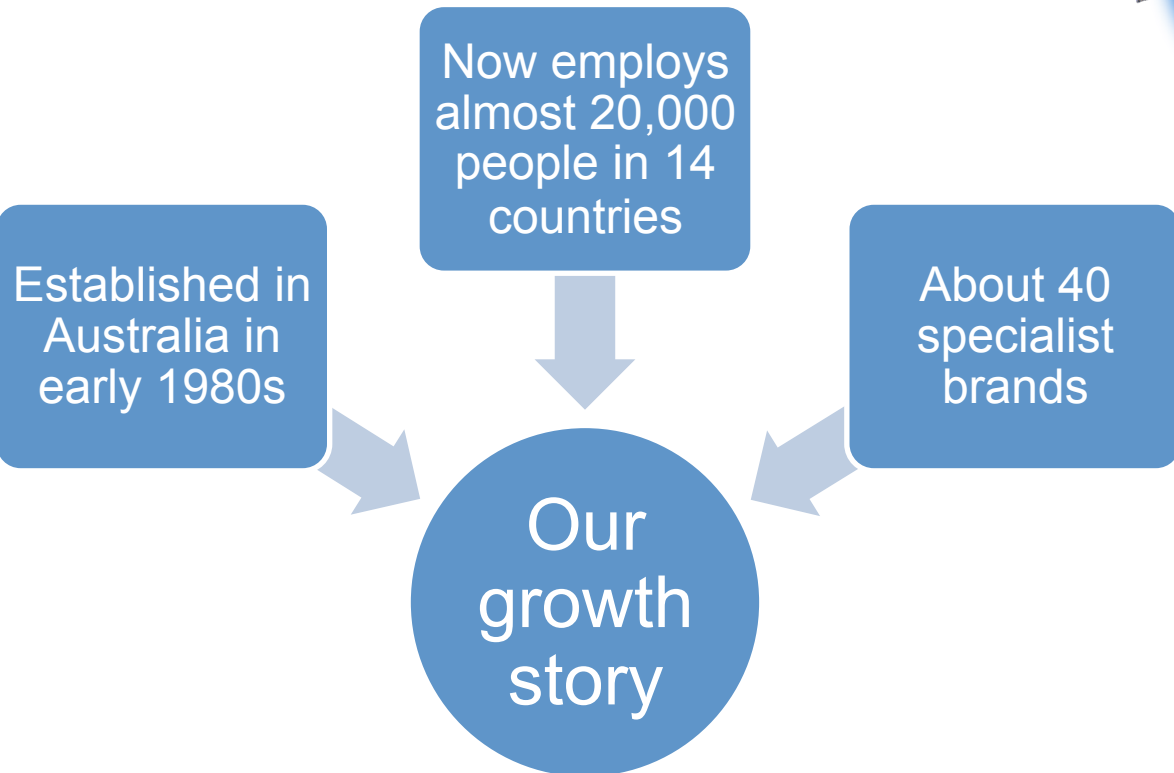 Now employs
almost 20,000
people in 14
countries
Established in
Australia in
early 1980s
About 40
specialist
brands
Our
growth
story